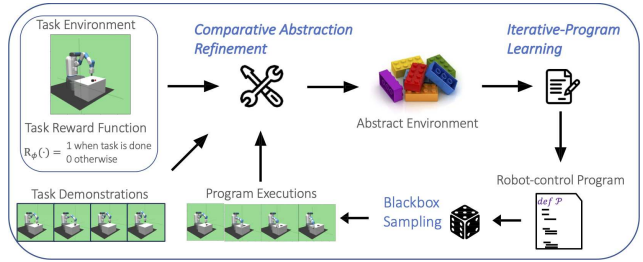 Task Environment
Comparative Abstraction
Refinement
Iterative-Program
Learning
Task Reward Function
R𝜙(·) = 1 when task is done
0 otherwise
Abstract Environment
Task Demonstrations
Program Executions
Blackbox
Sampling
Robot-control Program
def 𝒫